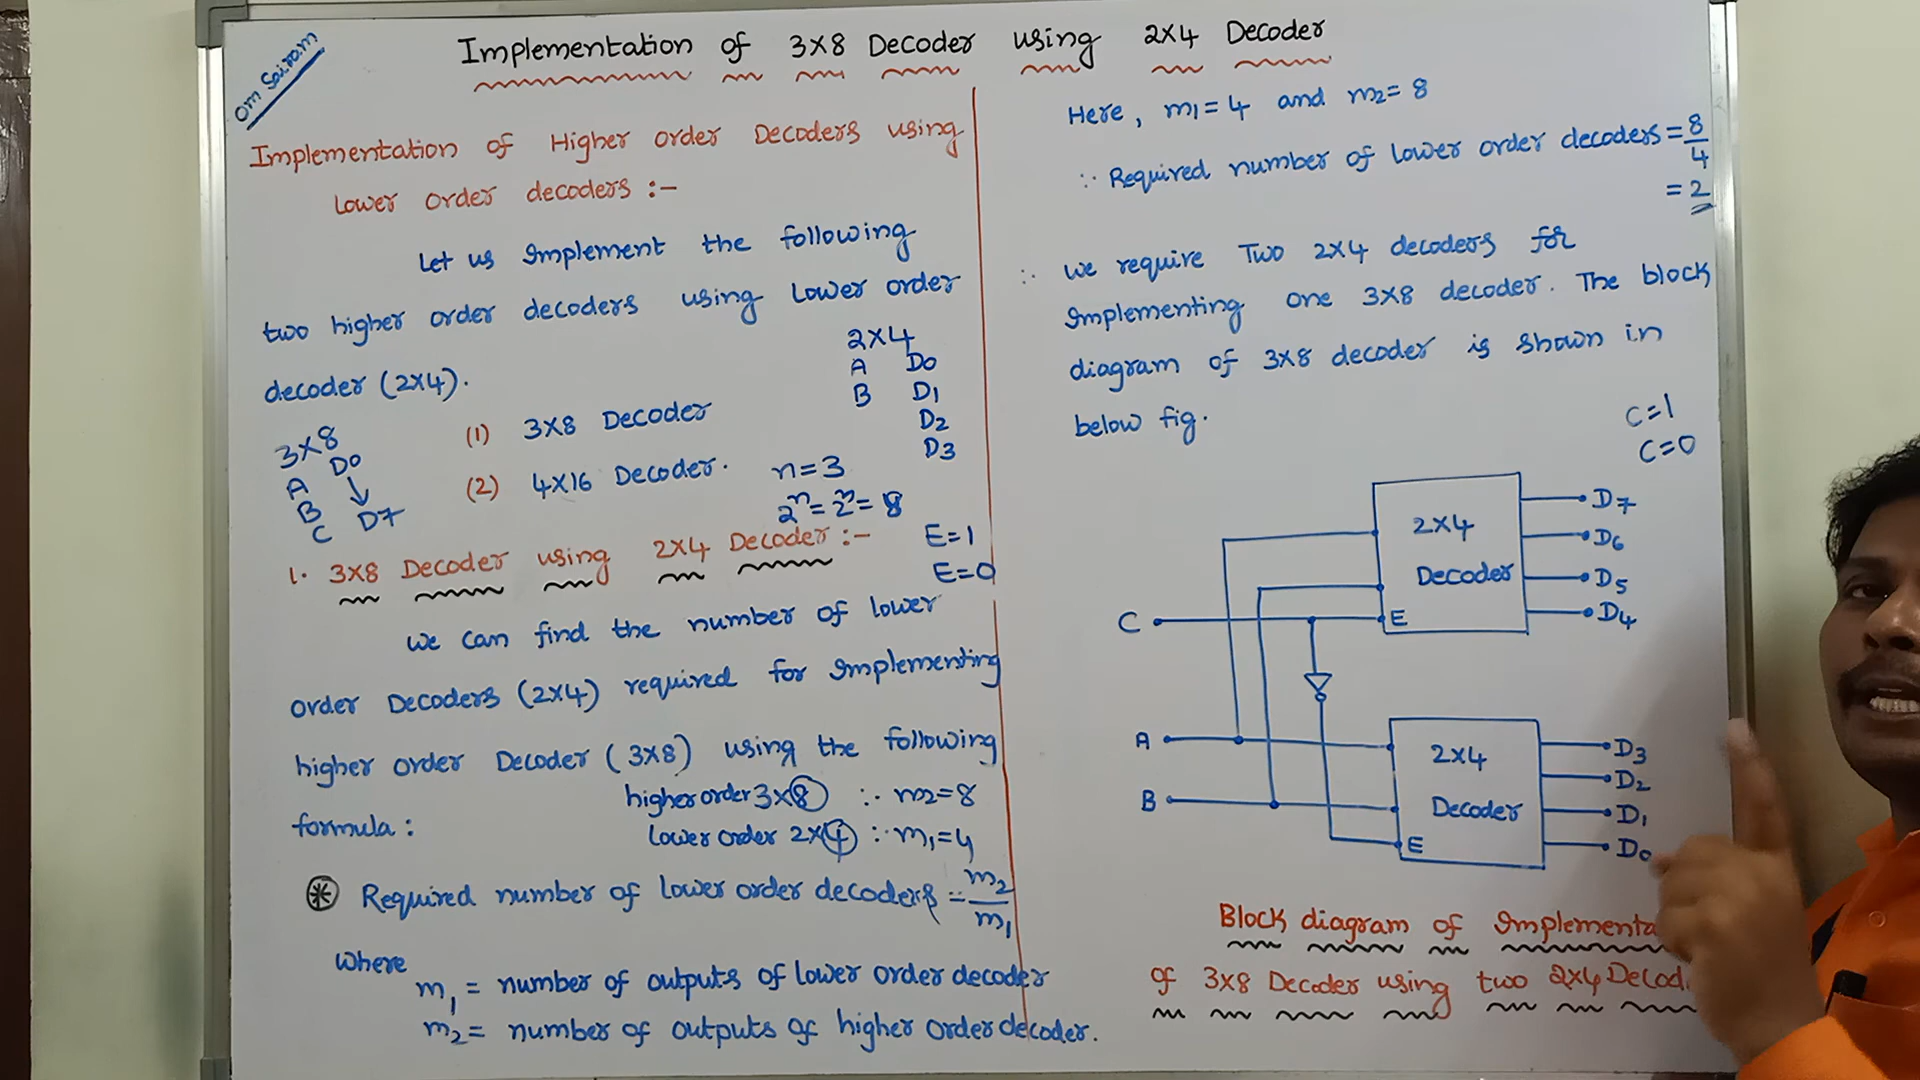 Om Sairam
Implementation of 3x8 Decoder using 2x4 Decoder
Implementation of Higher order Decoders using
Lower order decoders :-
Let us Implement the following
two higher order decoders using Lower order
decoder (2x4).
2x4
A D0
B D1
D2
D3
3x8
A D0
B
C D7
(1) 3x8 Decoder
(2) 4x16 Decoder.
n=3
2^n = 2^n = 8
E=1
E=0
1. 3x8 Decoder using 2x4 Decoder :-
we can find the number of lower
order Decoders (2x4) required for Implementing
higher order Decoder (3x8) using the following
formula :
higher order 3x8 ∴ m2=8
lower order 2x4 ∴ m1=4
* Required number of lower order decoders = m2/m1
where
m1 = number of outputs of lower order decoder
m2 = number of outputs of higher order decoder.
Here, m1=4 and m2=8
∵ Required number of lower order decoders = 8/4
= 2
∴ we require Two 2x4 decoders for
Implementing one 3x8 decoder. The block
diagram of 3x8 decoder is shown in
below fig.
C=1
C=0
2x4
Decoder
E
D7
D6
D5
D4
C
A
B
2x4
Decoder
E
D3
D2
D1
D0
Block diagram of Implementa
of 3x8 Decoder using two 2x4 Decod